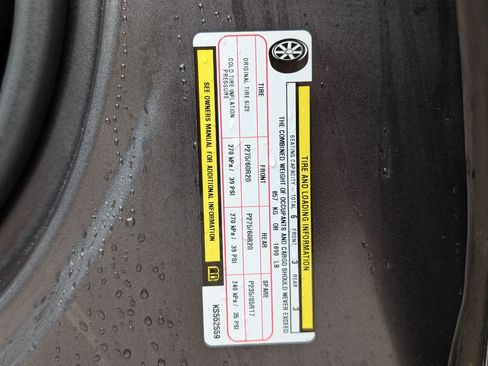 TIRE AND LOADING INFORMATION
SEATING CAPACITY - TOTAL 6 FRONT 3 REAR 3
THE COMBINED WEIGHT OF OCCUPANTS AND CARGO SHOULD NEVER EXCEED
857 KG OR 1890 LB
TIRE FRONT REAR SPARE
ORIGINAL TIRE SIZE P275/60R20 P275/60R20 P235/85R17
COLD TIRE INFLATION PRESSURE 270 kPa / 39 PSI 270 kPa / 39 PSI 240 kPa / 35 PSI
SEE OWNERS MANUAL FOR ADDITIONAL INFORMATION
KS552559